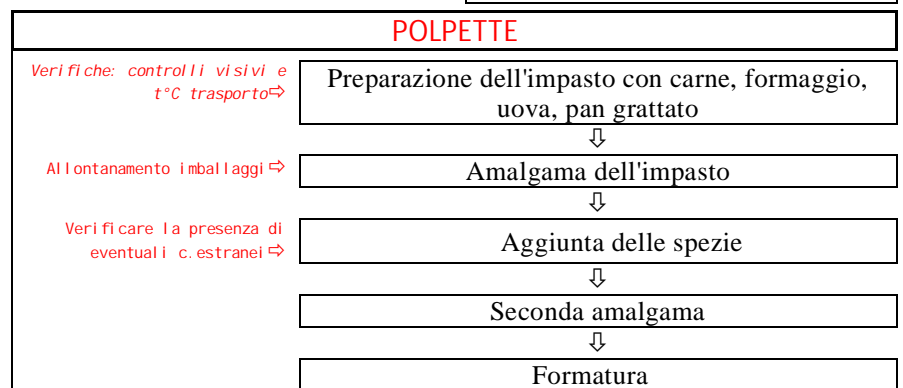 POLPETTE
Verifiche: controlli visivi e
t°C trasporto⇨
Preparazione dell'impasto con carne, formaggio,
uova, pan grattato
⇩
Allontanamento imballaggi⇨
Amalgama dell'impasto
⇩
Verificare la presenza di
eventuali c.estranei⇨
Aggiunta delle spezie
⇩
Seconda amalgama
⇩
Formatura